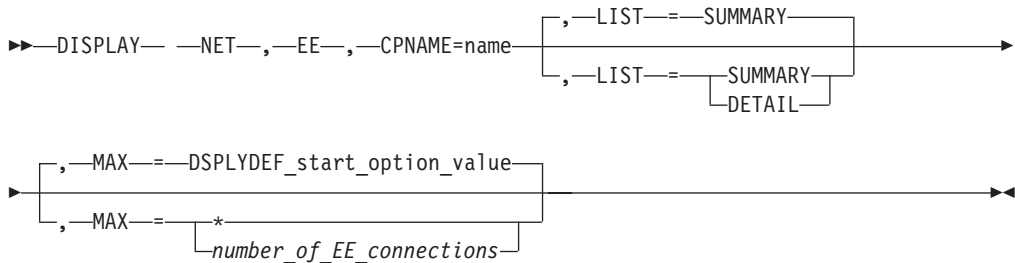 ,—LIST—=—SUMMARY
►►—DISPLAY— —NET—,—EE—,—CPNAME=name
,—LIST—=—SUMMARY
DETAIL
,—MAX—=—DSPLYDEF_start_option_value
,—MAX—=—*
number_of_EE_connections